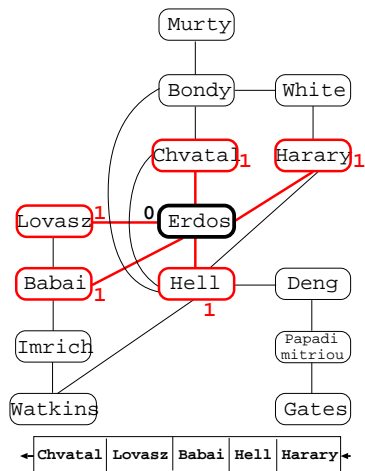 Murty
Bondy White
Chvatal 1 Harary 1
Lovasz 1 0 Erdos
Babai 1 Hell 1 Deng
Imrich Papadi
mitriou
Watkins Gates
Chvatal Lovasz Babai Hell Harary